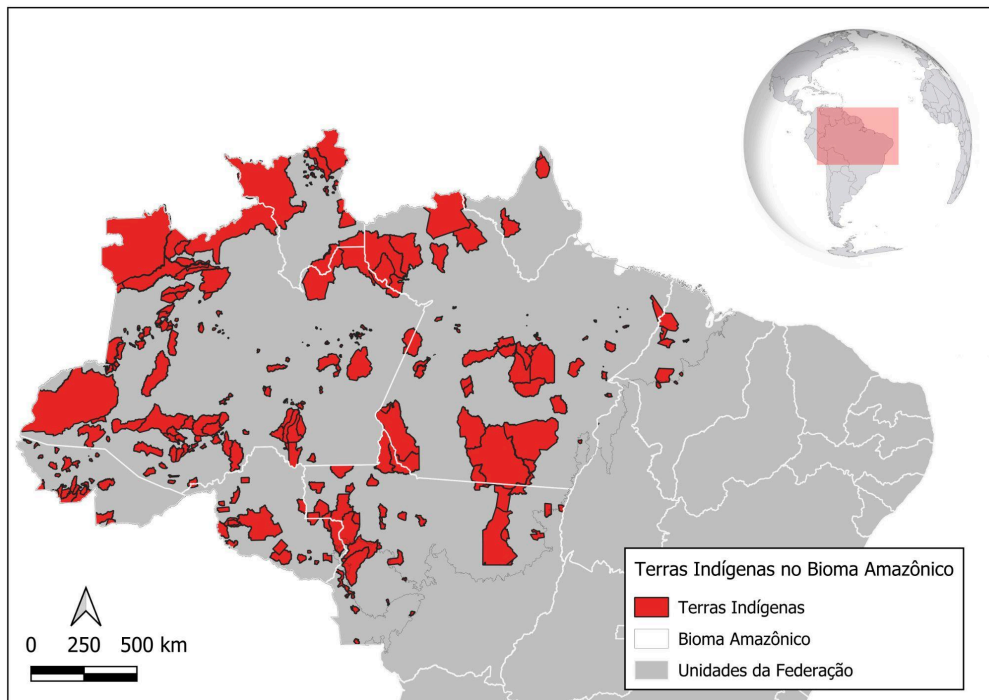 Terras Indígenas no Bioma Amazônico
Terras Indígenas
Bioma Amazônico
Unidades da Federação
0 250 500 km